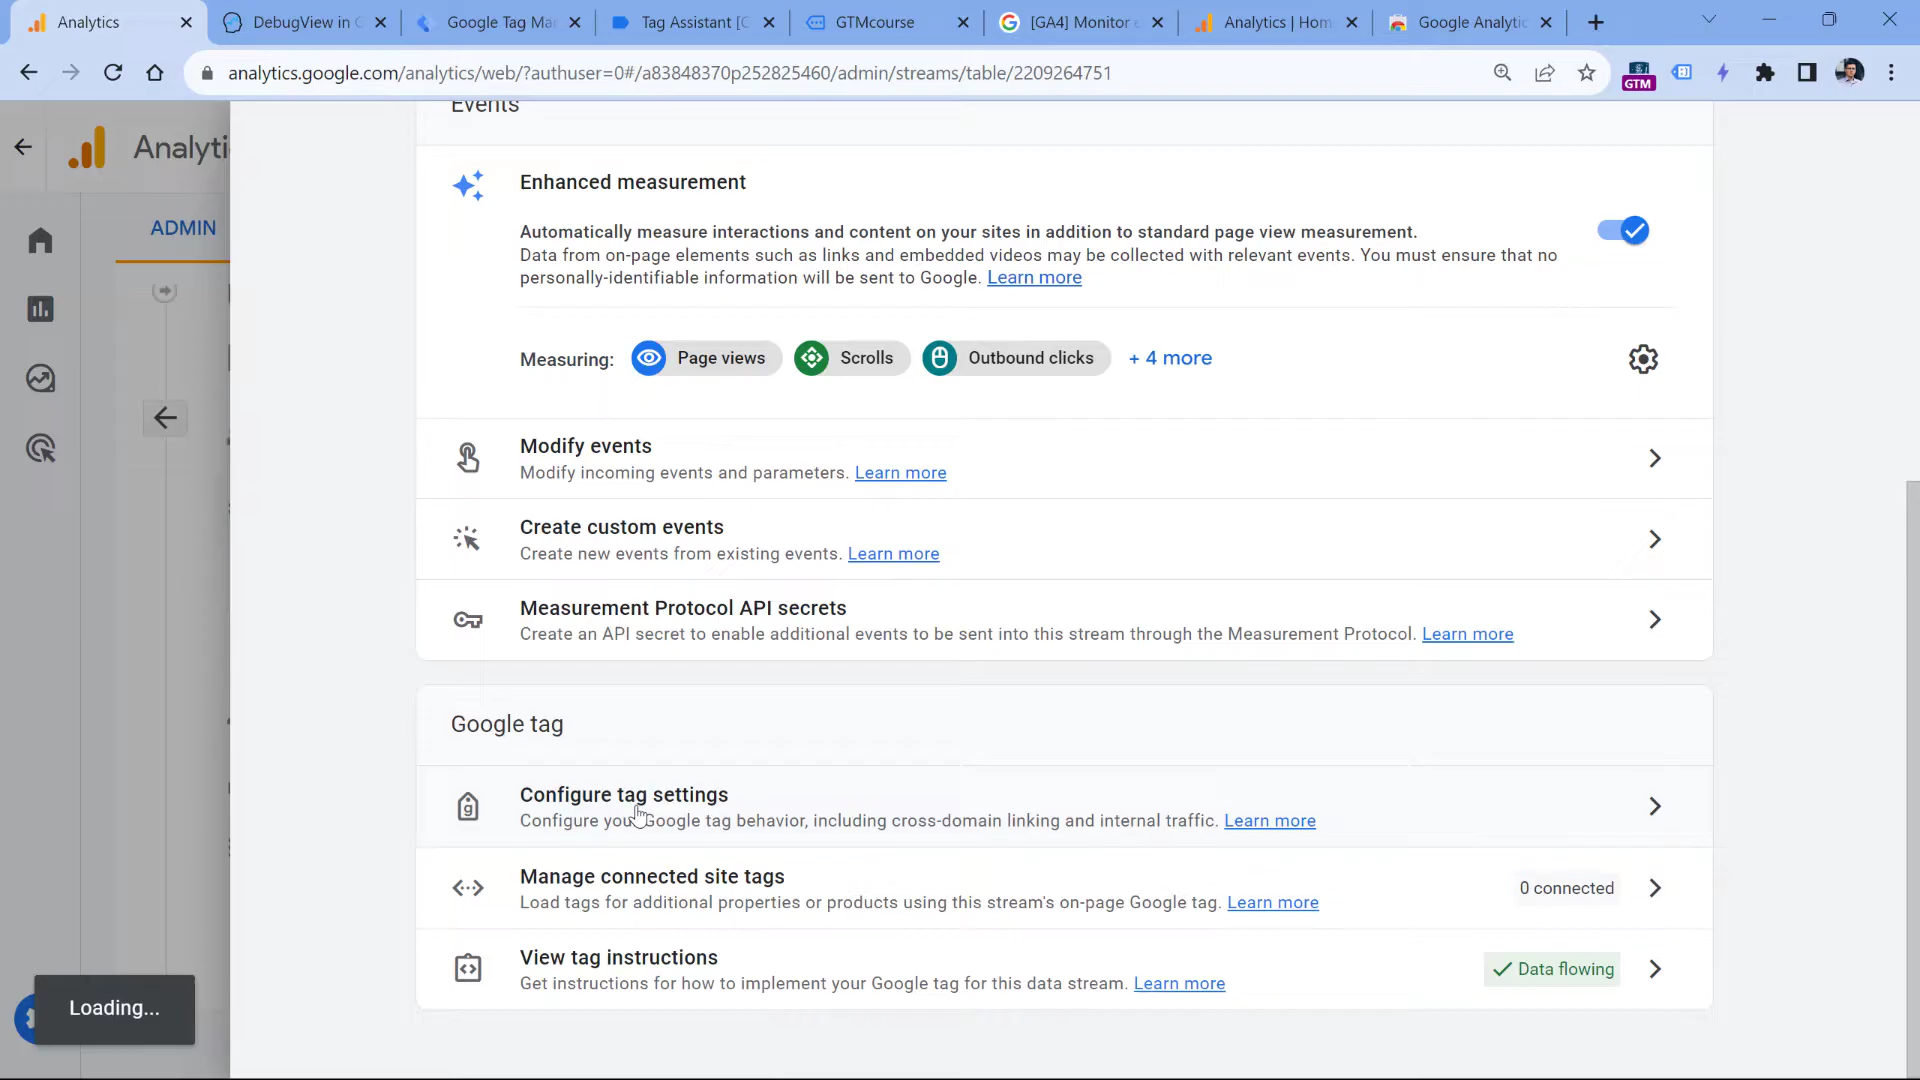 Analytics
DebugView in G
Google Tag Ma
Tag Assistant [G
GTMcourse
[GA4] Monitor e
Analytics | Hom
Google Analytic
analytics.google.com/analytics/web/?authuser=0#/a83848370p252825460/admin/streams/table/2209264751
GTM
Events
Analyti
ADMIN
Enhanced measurement
Automatically measure interactions and content on your sites in addition to standard page view measurement.
Data from on-page elements such as links and embedded videos may be collected with relevant events. You must ensure that no
personally-identifiable information will be sent to Google. Learn more
Measuring: Page views Scrolls Outbound clicks + 4 more
Modify events
Modify incoming events and parameters. Learn more
Create custom events
Create new events from existing events. Learn more
Measurement Protocol API secrets
Create an API secret to enable additional events to be sent into this stream through the Measurement Protocol. Learn more
Google tag
Configure tag settings
Configure your Google tag behavior, including cross-domain linking and internal traffic. Learn more
Manage connected site tags
Load tags for additional properties or products using this stream's on-page Google tag. Learn more
0 connected
View tag instructions
Get instructions for how to implement your Google tag for this data stream. Learn more
Data flowing
Loading...